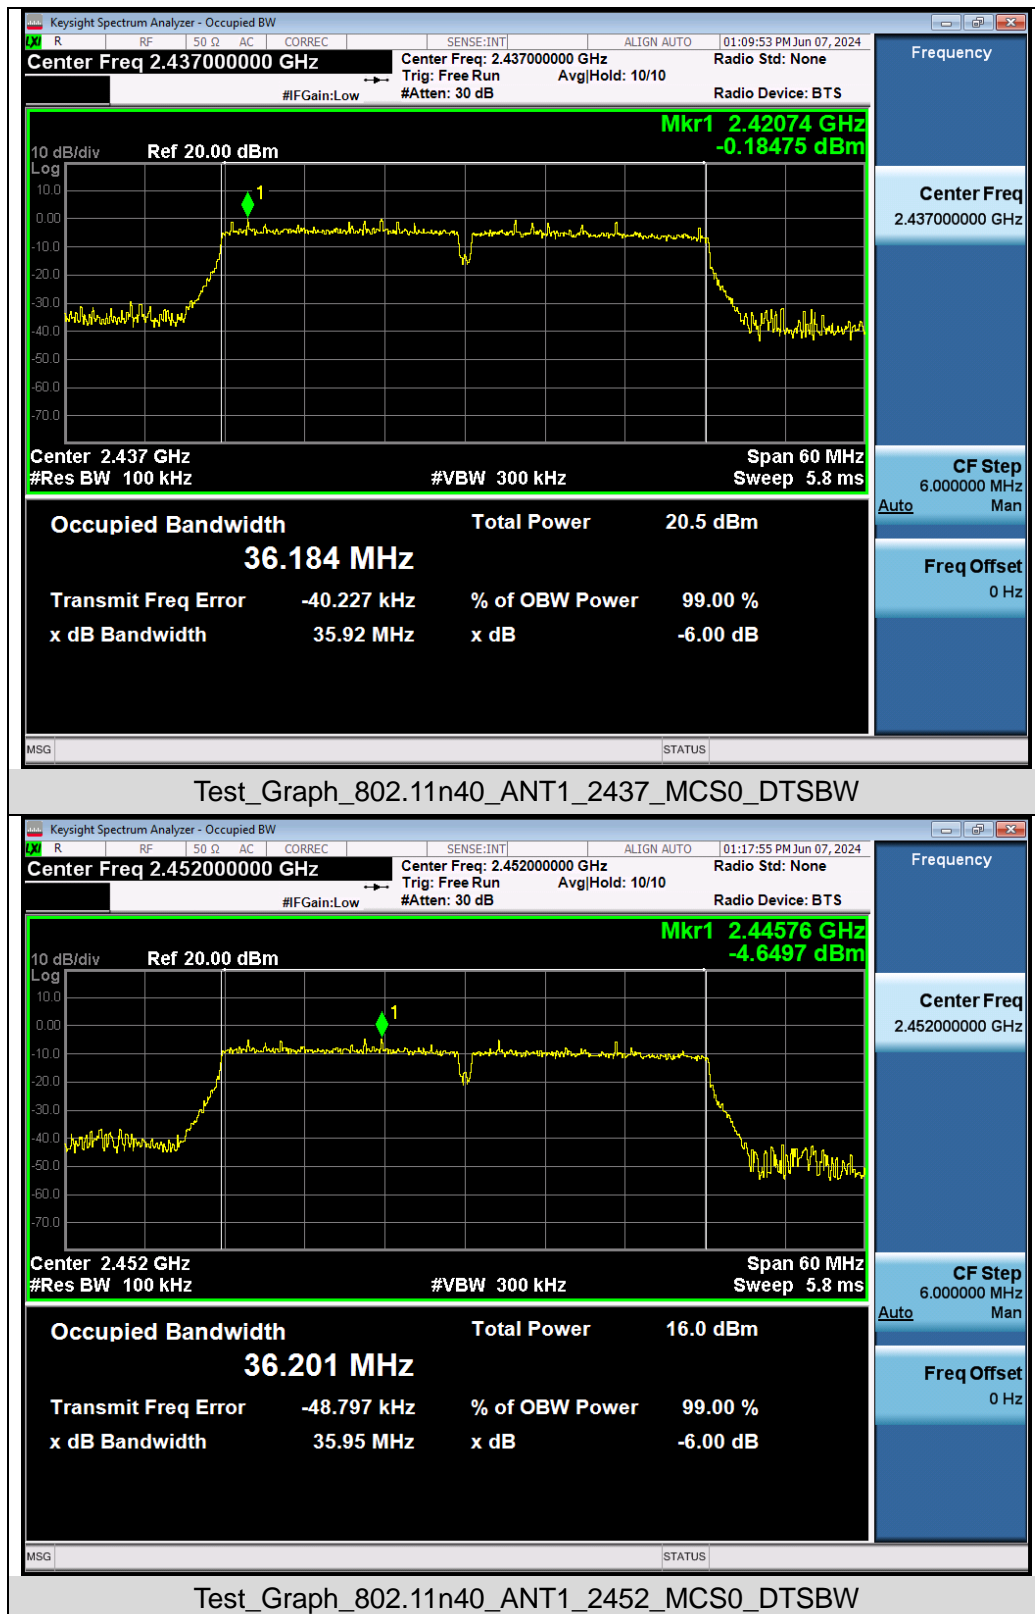 Keysight Spectrum Analyzer - Occupied BW
LXI R RF 50 Ω AC CORREC SENSE:INT ALIGN AUTO 01:09:53 PM Jun 07, 2024
Center Freq 2.437000000 GHz Center Freq: 2.437000000 GHz Radio Std: None Frequency
Trig: Free Run Avg|Hold: 10/10
#IFGain:Low #Atten: 30 dB Radio Device: BTS
Mkr1 2.42074 GHz
10 dB/div Ref 20.00 dBm -0.18475 dBm
Log
10.0
1
0.00
-10.0
-20.0
-30.0
-40.0
-50.0
-60.0
-70.0
Center Freq
2.437000000 GHz
Center 2.437 GHz Span 60 MHz
#Res BW 100 kHz #VBW 300 kHz Sweep 5.8 ms
CF Step
6.000000 MHz
Auto Man
Occupied Bandwidth Total Power 20.5 dBm
36.184 MHz
Transmit Freq Error -40.227 kHz % of OBW Power 99.00 %
x dB Bandwidth 35.92 MHz x dB -6.00 dB
Freq Offset
0 Hz
MSG STATUS
Test_Graph_802.11n40_ANT1_2437_MCS0_DTSBW
Keysight Spectrum Analyzer - Occupied BW
LXI R RF 50 Ω AC CORREC SENSE:INT ALIGN AUTO 01:17:55 PM Jun 07, 2024
Center Freq 2.452000000 GHz Center Freq: 2.452000000 GHz Radio Std: None Frequency
Trig: Free Run Avg|Hold: 10/10
#IFGain:Low #Atten: 30 dB Radio Device: BTS
Mkr1 2.44576 GHz
10 dB/div Ref 20.00 dBm -4.6497 dBm
Log
10.0
1
0.00
-10.0
-20.0
-30.0
-40.0
-50.0
-60.0
-70.0
Center Freq
2.452000000 GHz
Center 2.452 GHz Span 60 MHz
#Res BW 100 kHz #VBW 300 kHz Sweep 5.8 ms
CF Step
6.000000 MHz
Auto Man
Occupied Bandwidth Total Power 16.0 dBm
36.201 MHz
Transmit Freq Error -48.797 kHz % of OBW Power 99.00 %
x dB Bandwidth 35.95 MHz x dB -6.00 dB
Freq Offset
0 Hz
MSG STATUS
Test_Graph_802.11n40_ANT1_2452_MCS0_DTSBW